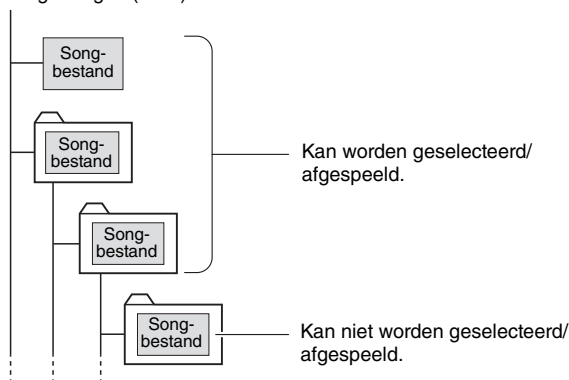 Song-
bestand
Song-
bestand
Kan worden geselecteerd/
afgespeeld.
Song-
bestand
Song-
bestand
Kan niet worden geselecteerd/
afgespeeld.